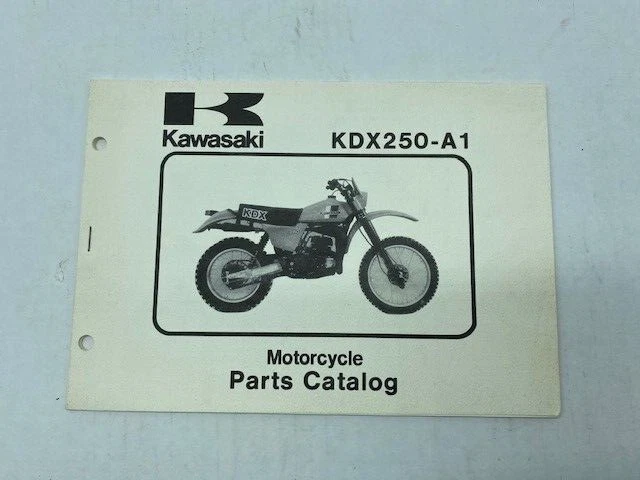 Kawasaki
KDX250-A1
KDX
Motorcycle
Parts Catalog